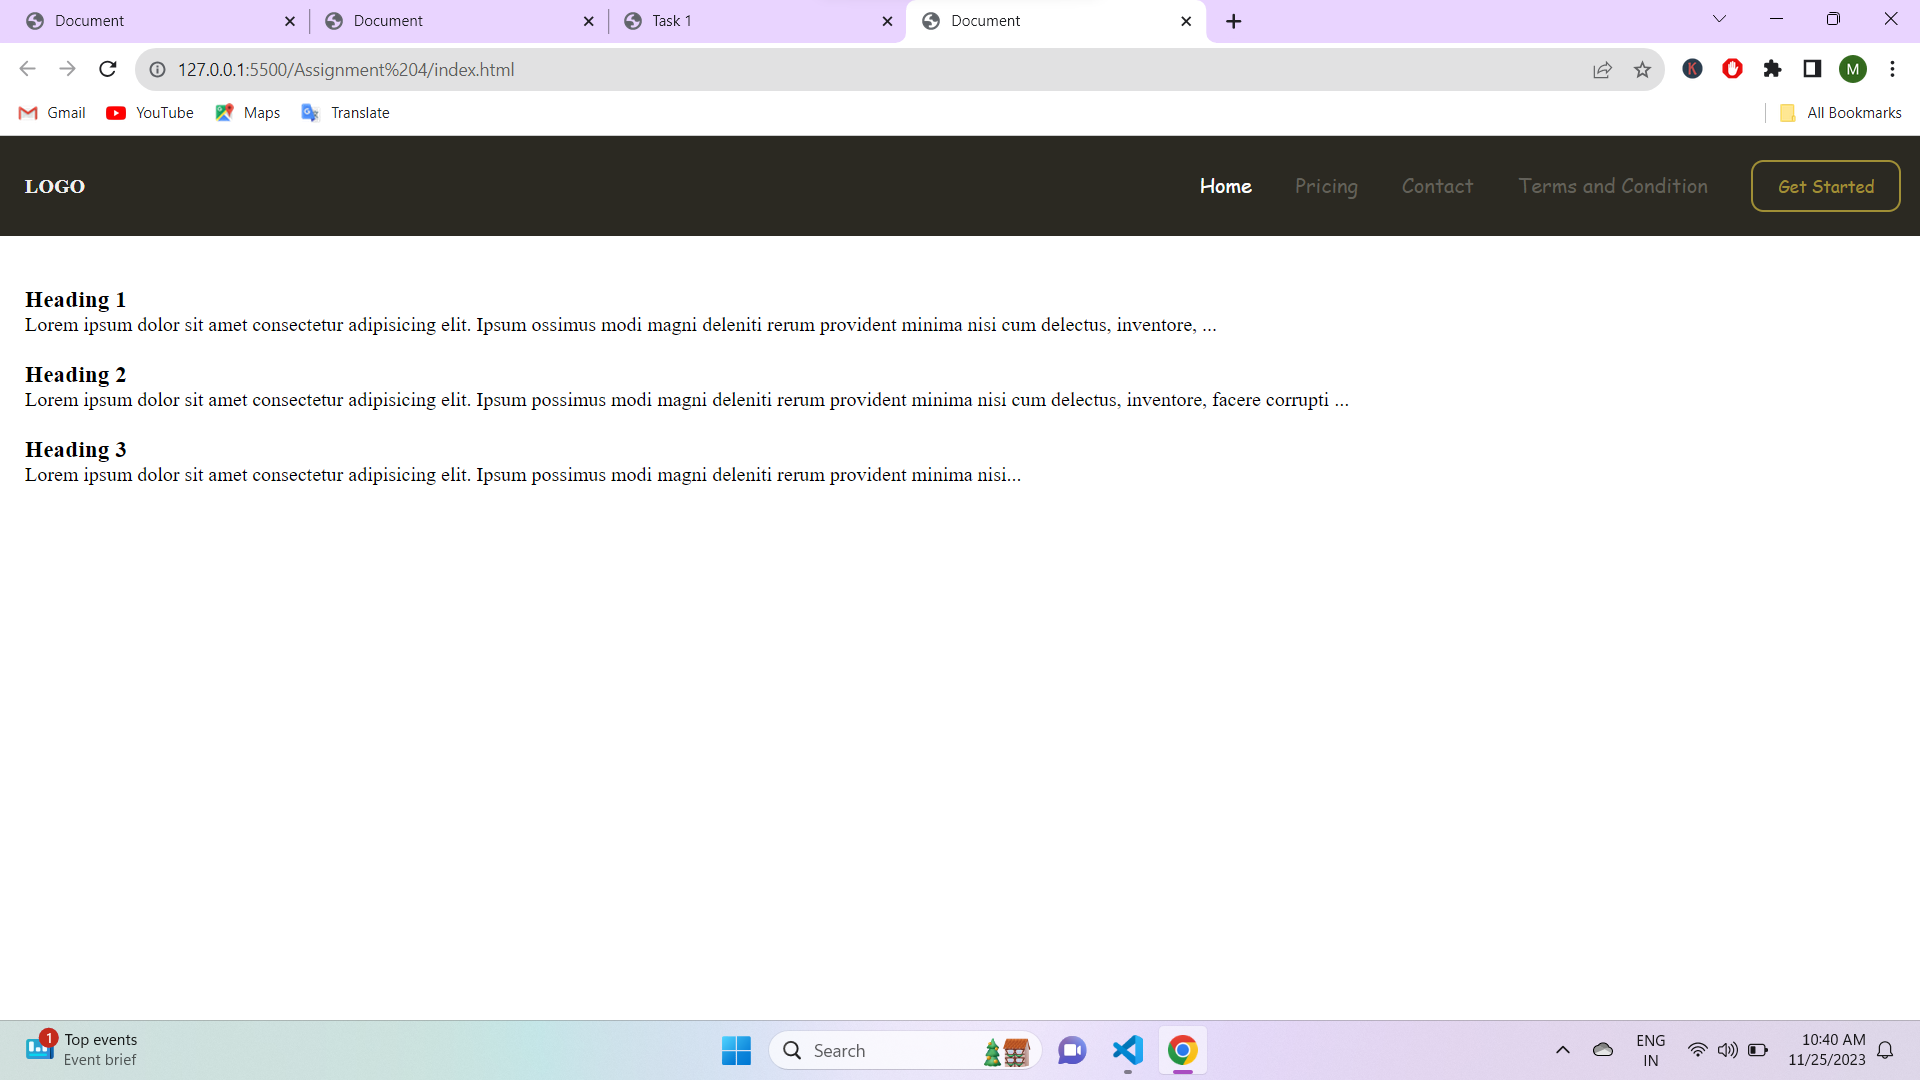 Document
Document
Task 1
Document
127.0.0.1:5500/Assignment%204/index.html
K
M
Gmail
YouTube
Maps
Translate
All Bookmarks
LOGO
Home
Pricing
Contact
Terms and Condition
Get Started
Heading 1
Lorem ipsum dolor sit amet consectetur adipisicing elit. Ipsum ossimus modi magni deleniti rerum provident minima nisi cum delectus, inventore, ...
Heading 2
Lorem ipsum dolor sit amet consectetur adipisicing elit. Ipsum possimus modi magni deleniti rerum provident minima nisi cum delectus, inventore, facere corrupti ...
Heading 3
Lorem ipsum dolor sit amet consectetur adipisicing elit. Ipsum possimus modi magni deleniti rerum provident minima nisi...
1
Top events
Event brief
Search
ENG
IN
10:40 AM
11/25/2023